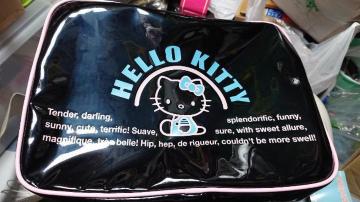 HELLO KITTY
Tender, darling, splendorific, funny,
sunny, cute, terrific! Suave, sure, with sweet allure,
magnifique, très belle! Hip, hep, de rigueur, couldn't be more swell!